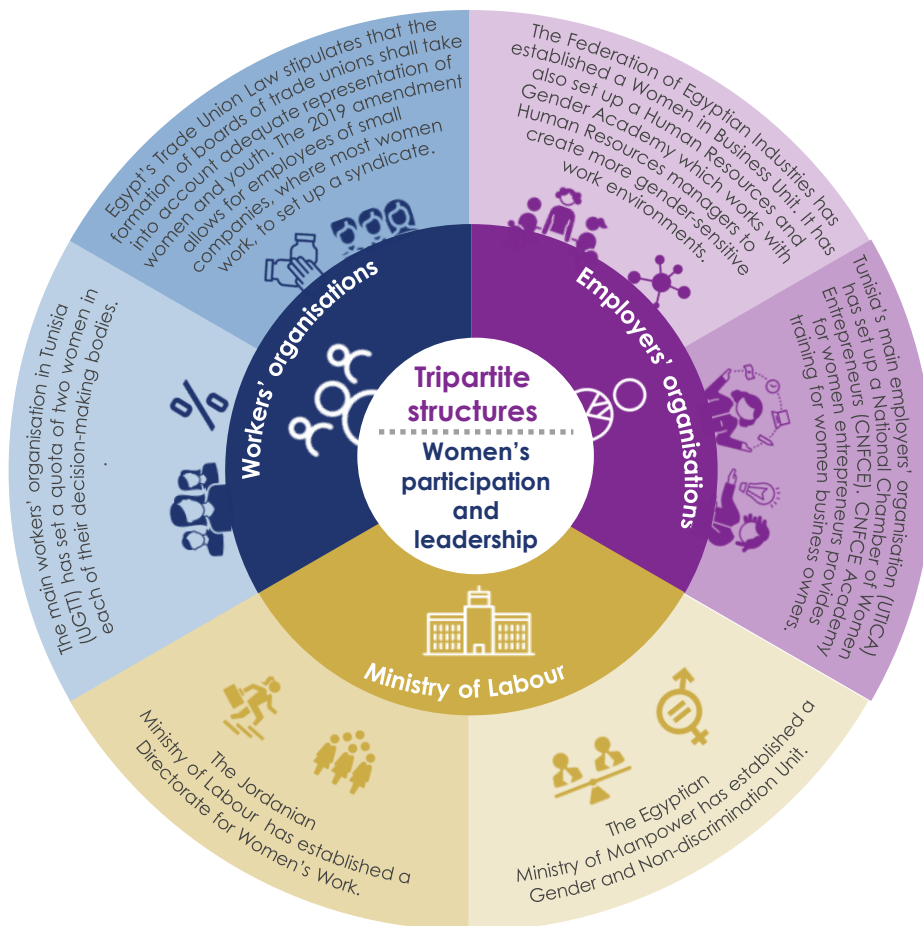 Tripartite
structures
Women's
participation
and
leadership
Workers' organisations
Employers' organisations
Ministry of Labour
Egypt's Trade Union Law stipulates that the
formation of boards of trade unions shall take
into account adequate representation of
women and youth. The 2019 amendment
allows for employees of small
companies, where most women
work, to set up a syndicate.
The Federation of Egyptian Industries has
established a Women in Business Unit. It has
also set up a Human Resources and
Gender Academy which works with
Human Resources managers to
create more gender-sensitive
work environments.
Tunisia's main employers' organisation (UTICA)
has set up a National Chamber of Women
Entrepreneurs (CNFCE). CNFCE Academy
for women entrepreneurs provides
training for women business owners.
The Egyptian
Ministry of Manpower has established a
Gender and Non-discrimination Unit.
The Jordanian
Ministry of Labour has established a
Directorate for Women's Work.
The main workers' organisation in Tunisia
(UGTT) has set a quota of two women in
each of their decision-making bodies.
%